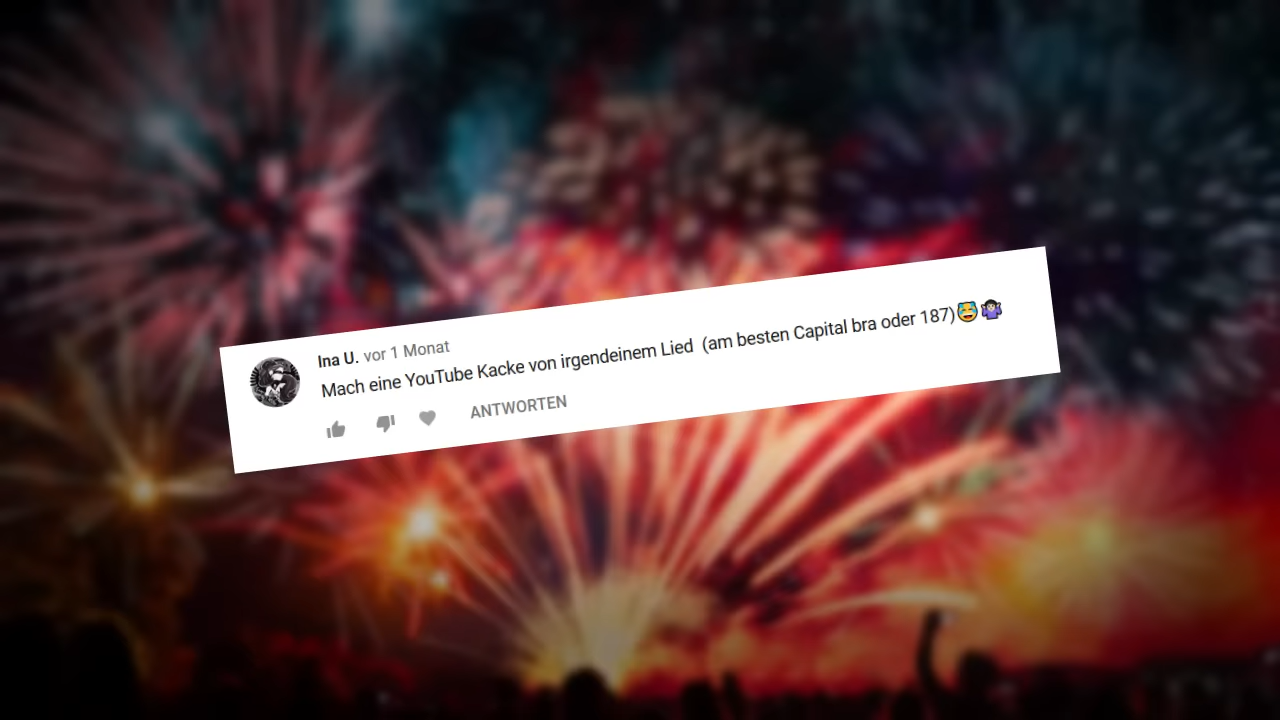 Ina U. vor 1 Monat
Mach eine YouTube Kacke von irgendeinem Lied (am besten Capital bra oder 187)😂🤷🏻‍♀️
ANTWORTEN